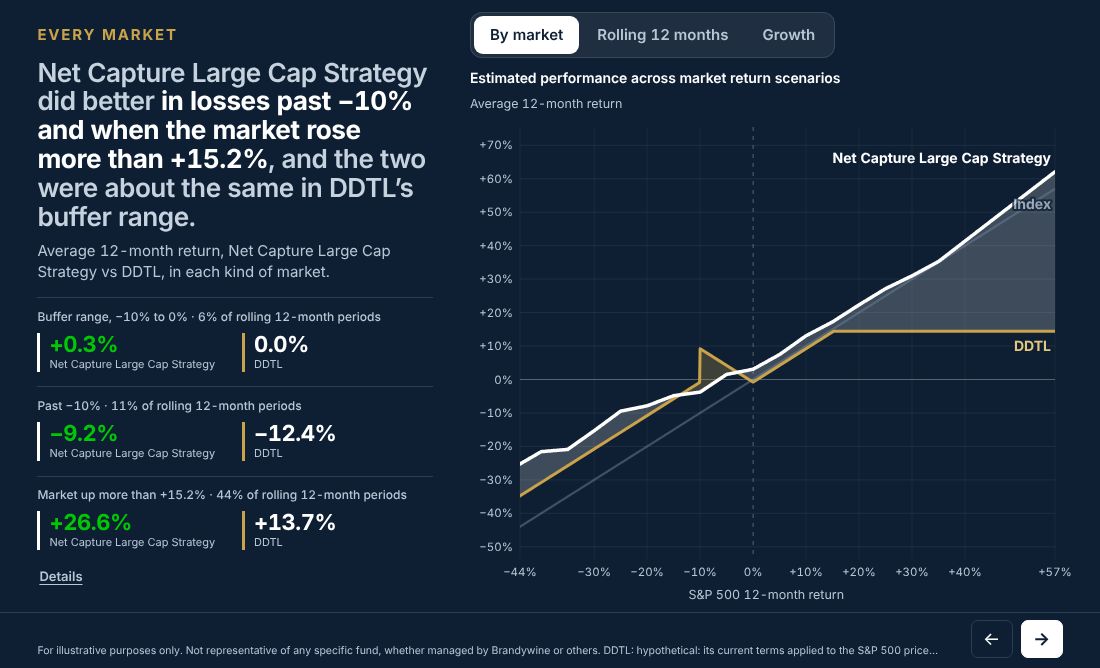 EVERY MARKET
Net Capture Large Cap Strategy
did better in losses past −10%
and when the market rose
more than +15.2%, and the two
were about the same in DDTL’s
buffer range.
Average 12-month return, Net Capture Large Cap
Strategy vs DDTL, in each kind of market.
Buffer range, −10% to 0% · 6% of rolling 12-month periods
+0.3%
Net Capture Large Cap Strategy
0.0%
DDTL
Past −10% · 11% of rolling 12-month periods
−9.2%
Net Capture Large Cap Strategy
−12.4%
DDTL
Market up more than +15.2% · 44% of rolling 12-month periods
+26.6%
Net Capture Large Cap Strategy
+13.7%
DDTL
Details
By market
Rolling 12 months
Growth
Estimated performance across market return scenarios
Average 12-month return
+70%
+60%
+50%
+40%
+30%
+20%
+10%
0%
−10%
−20%
−30%
−40%
−50%
Net Capture Large Cap Strategy
Index
DDTL
−44%
−30%
−20%
−10%
0%
+10%
+20%
+30%
+40%
+57%
S&P 500 12-month return
For illustrative purposes only. Not representative of any specific fund, whether managed by Brandywine or others. DDTL: hypothetical: its current terms applied to the S&P 500 price...